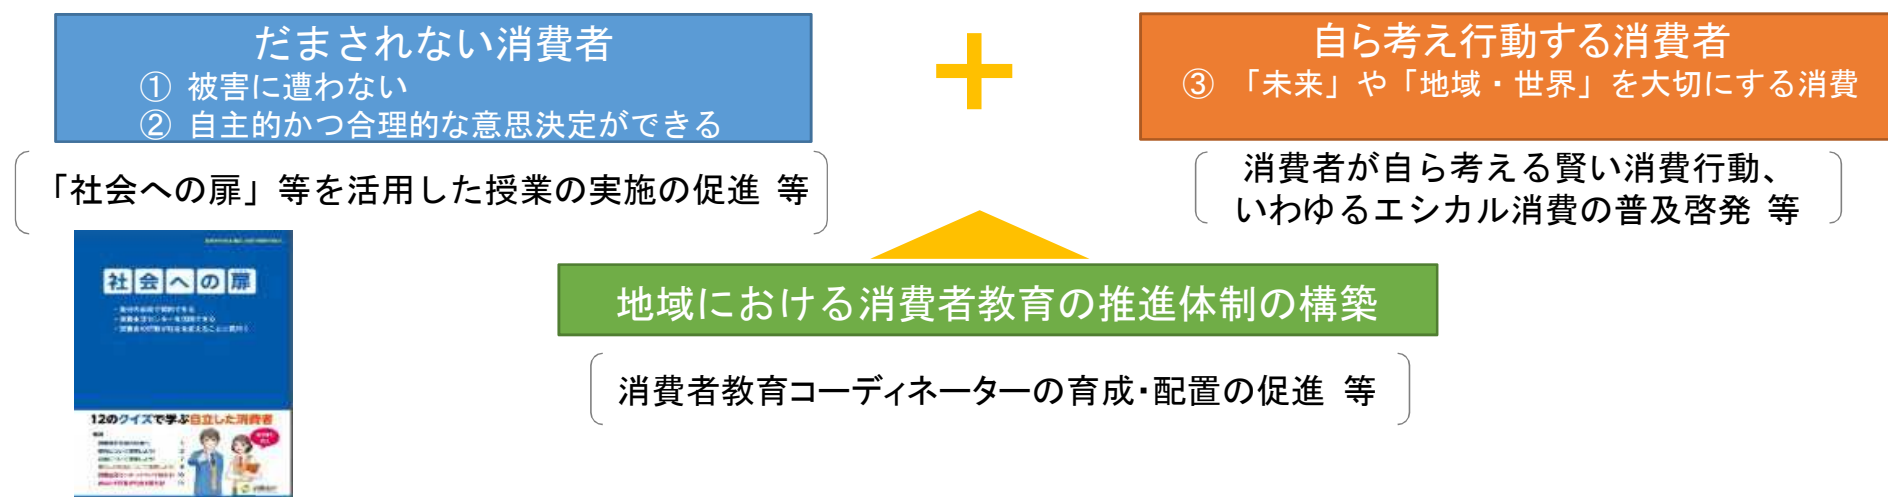 だまされない消費者
① 被害に遭わない
② 自主的かつ合理的な意思決定ができる
自ら考え行動する消費者
③ 「未来」や「地域・世界」を大切にする消費
「社会への扉」等を活用した授業の実施の促進 等
消費者が自ら考える賢い消費行動、
いわゆるエシカル消費の普及啓発 等
社会への扉
12のクイズで学ぶ自立した消費者
地域における消費者教育の推進体制の構築
消費者教育コーディネーターの育成・配置の促進 等